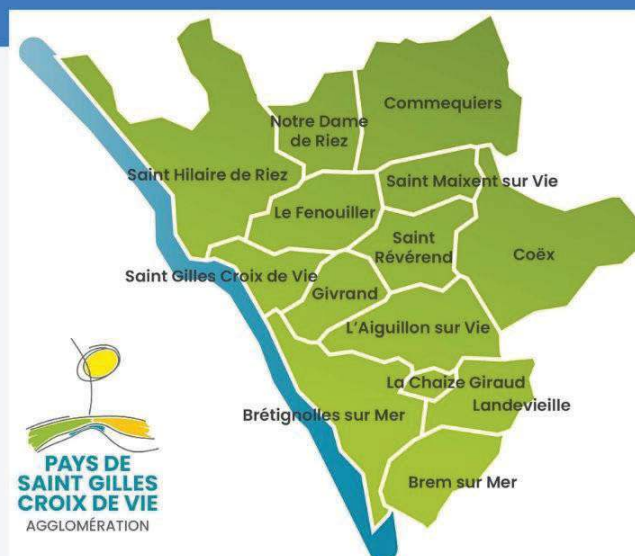 Commequiers
Notre Dame
de Riez
Saint Hilaire de Riez
Saint Maixent sur Vie
Le Fenouiller
Saint
Révérend
Coëx
Saint Gilles Croix de Vie
Givrand
L'Aiguillon sur Vie
La Chaize Giraud
Landevieille
Brétignolles sur Mer
Brem sur Mer
PAYS DE
SAINT GILLES
CROIX DE VIE
AGGLOMÉRATION